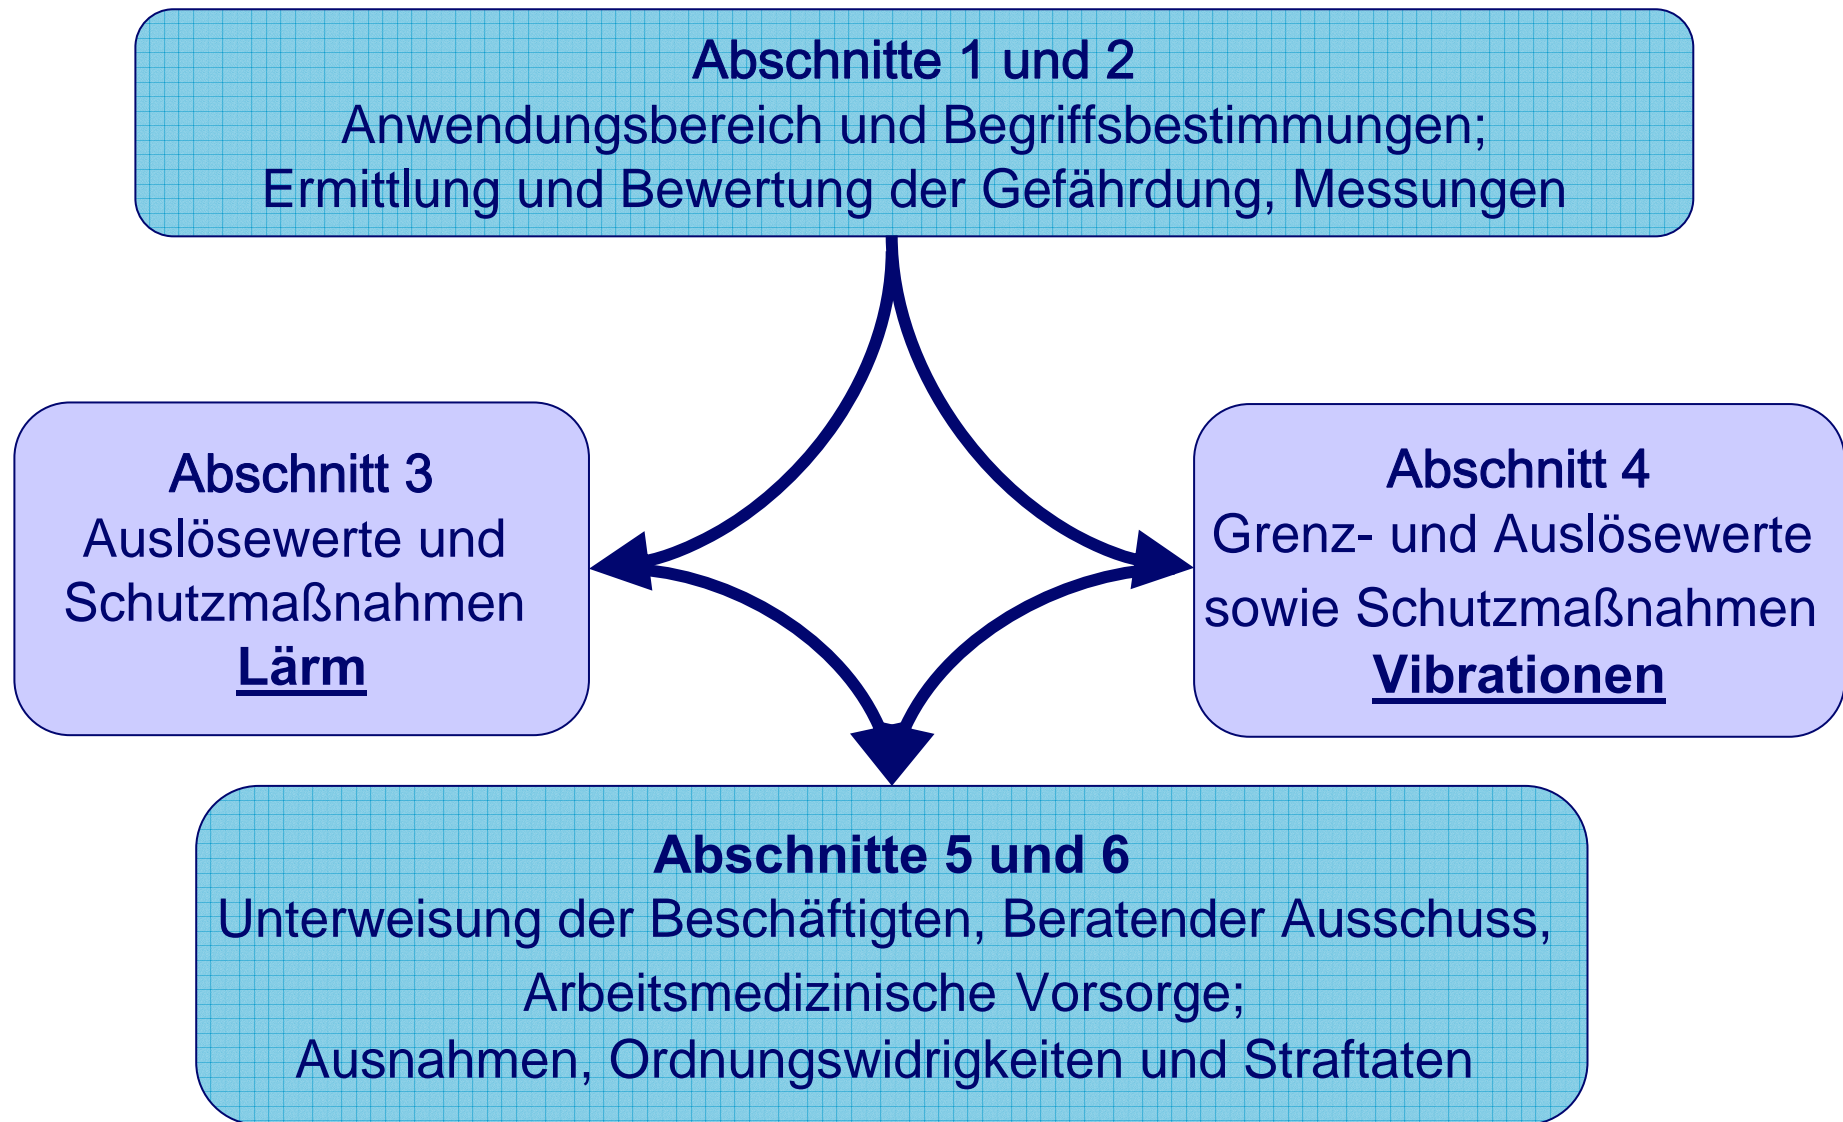 Abschnitte 1 und 2
Anwendungsbereich und Begriffsbestimmungen;
Ermittlung und Bewertung der Gefährdung, Messungen
Abschnitt 3
Auslösewerte und
Schutzmaßnahmen
Lärm
Abschnitt 4
Grenz- und Auslösewerte
sowie Schutzmaßnahmen
Vibrationen
Abschnitte 5 und 6
Unterweisung der Beschäftigten, Beratender Ausschuss,
Arbeitsmedizinische Vorsorge;
Ausnahmen, Ordnungswidrigkeiten und Straftaten